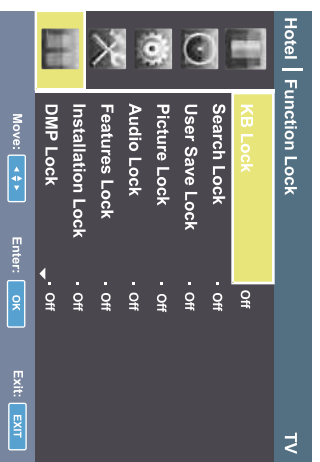 Hotel | Function Lock TV
KB Lock Off
Search Lock · Off
User Save Lock · Off
Picture Lock · Off
Audio Lock · Off
Features Lock · Off
Installation Lock · Off
DMP Lock · Off
Move: Enter: OK Exit: EXIT